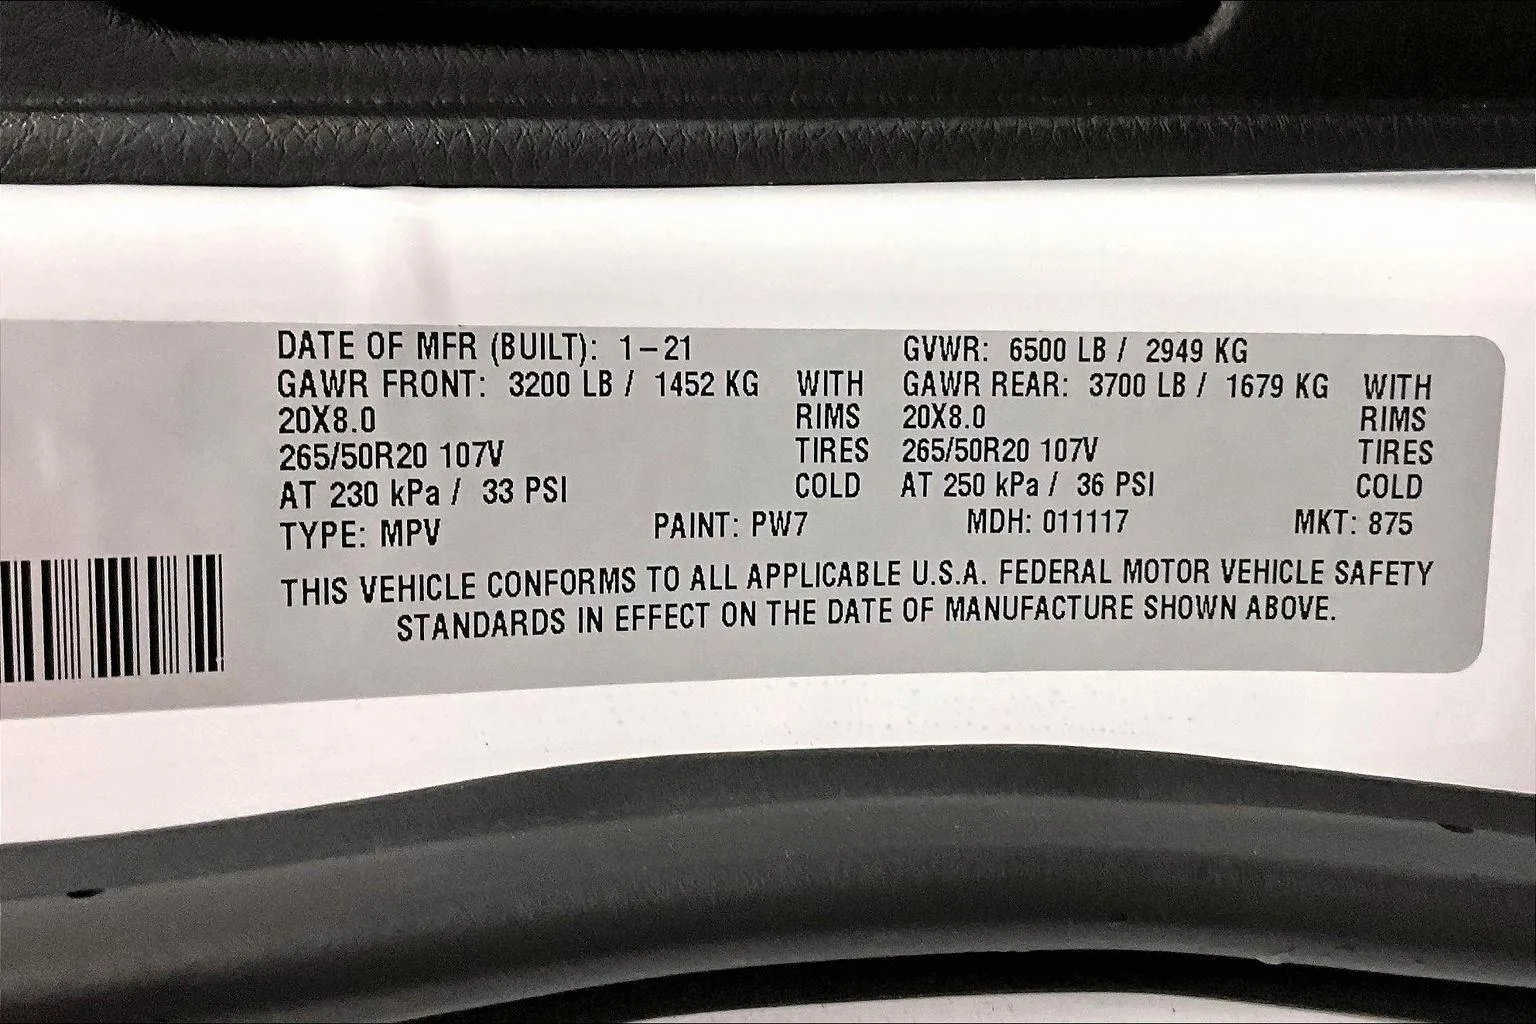 DATE OF MFR (BUILT): 1-21 GVWR: 6500 LB / 2949 KG
GAWR FRONT: 3200 LB / 1452 KG WITH GAWR REAR: 3700 LB / 1679 KG WITH
20X8.0 RIMS 20X8.0 RIMS
265/50R20 107V TIRES 265/50R20 107V TIRES
AT 230 kPa / 33 PSI COLD AT 250 kPa / 36 PSI COLD
TYPE: MPV PAINT: PW7 MDH: 011117 MKT: 875
THIS VEHICLE CONFORMS TO ALL APPLICABLE U.S.A. FEDERAL MOTOR VEHICLE SAFETY
STANDARDS IN EFFECT ON THE DATE OF MANUFACTURE SHOWN ABOVE.